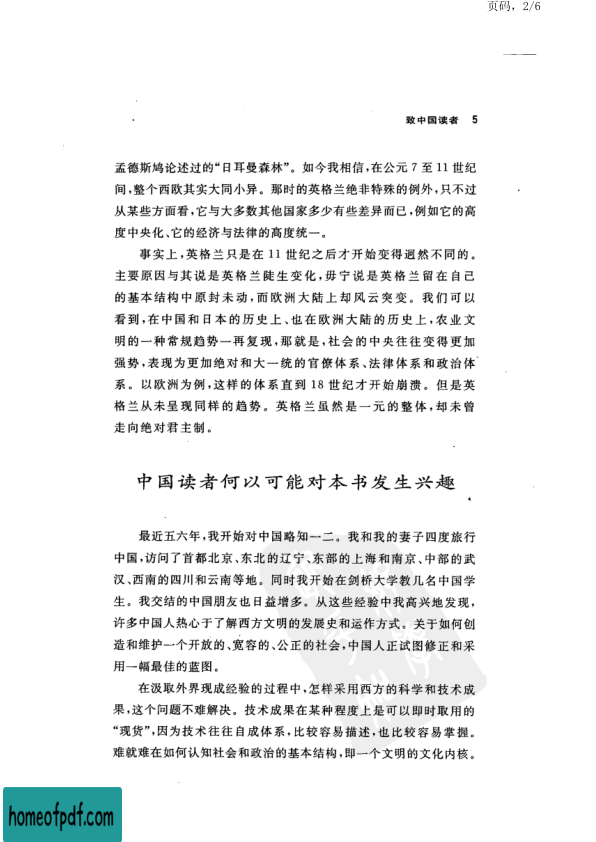 页码，2/6
致中国读者 5
孟德斯鸠论述过的“日耳曼森林”。如今我相信，在公元 7 至 11 世纪
间，整个西欧其实大同小异。那时的英格兰绝非特殊的例外，只不过
从某些方面看，它与大多数其他国家多少有些差异而已，例如它的高
度中央化、它的经济与法律的高度统一。
事实上，英格兰只是在 11 世纪之后才开始变得迥然不同的。
主要原因与其说是英格兰陡生变化，毋宁说是英格兰留在自己
的基本结构中原封未动，而欧洲大陆上却风云突变。我们可以
看到，在中国和日本的历史上、也在欧洲大陆的历史上，农业文
明的一种常规趋势一再复现，那就是，社会的中央往往变得更加
强势，表现为更加绝对和大一统的官僚体系、法律体系和政治体
系。以欧洲为例，这样的体系直到 18 世纪才开始崩溃。但是英
格兰从未呈现同样的趋势。英格兰虽然是一元的整体，却未曾
走向绝对君主制。
中国读者何以可能对本书发生兴趣
最近五六年，我开始对中国略知一二。我和我的妻子四度旅行
中国，访问了首都北京、东北的辽宁、东部的上海和南京、中部的武
汉、西南的四川和云南等地。同时我开始在剑桥大学教几名中国学
生。我交结的中国朋友也日益增多。从这些经验中我高兴地发现，
许多中国人热心于了解西方文明的发展史和运作方式。关于如何创
造和维护一个开放的、宽容的、公正的社会，中国人正试图修正和采
用一幅最佳的蓝图。
在汲取外界现成经验的过程中，怎样采用西方的科学和技术成
果，这个问题不难解决。技术成果在某种程度上是可以即时取用的
“现货”，因为技术往往自成体系，比较容易描述，也比较容易掌握。
难就难在如何认知社会和政治的基本结构，即一个文明的文化内核。
homeofpdf.com